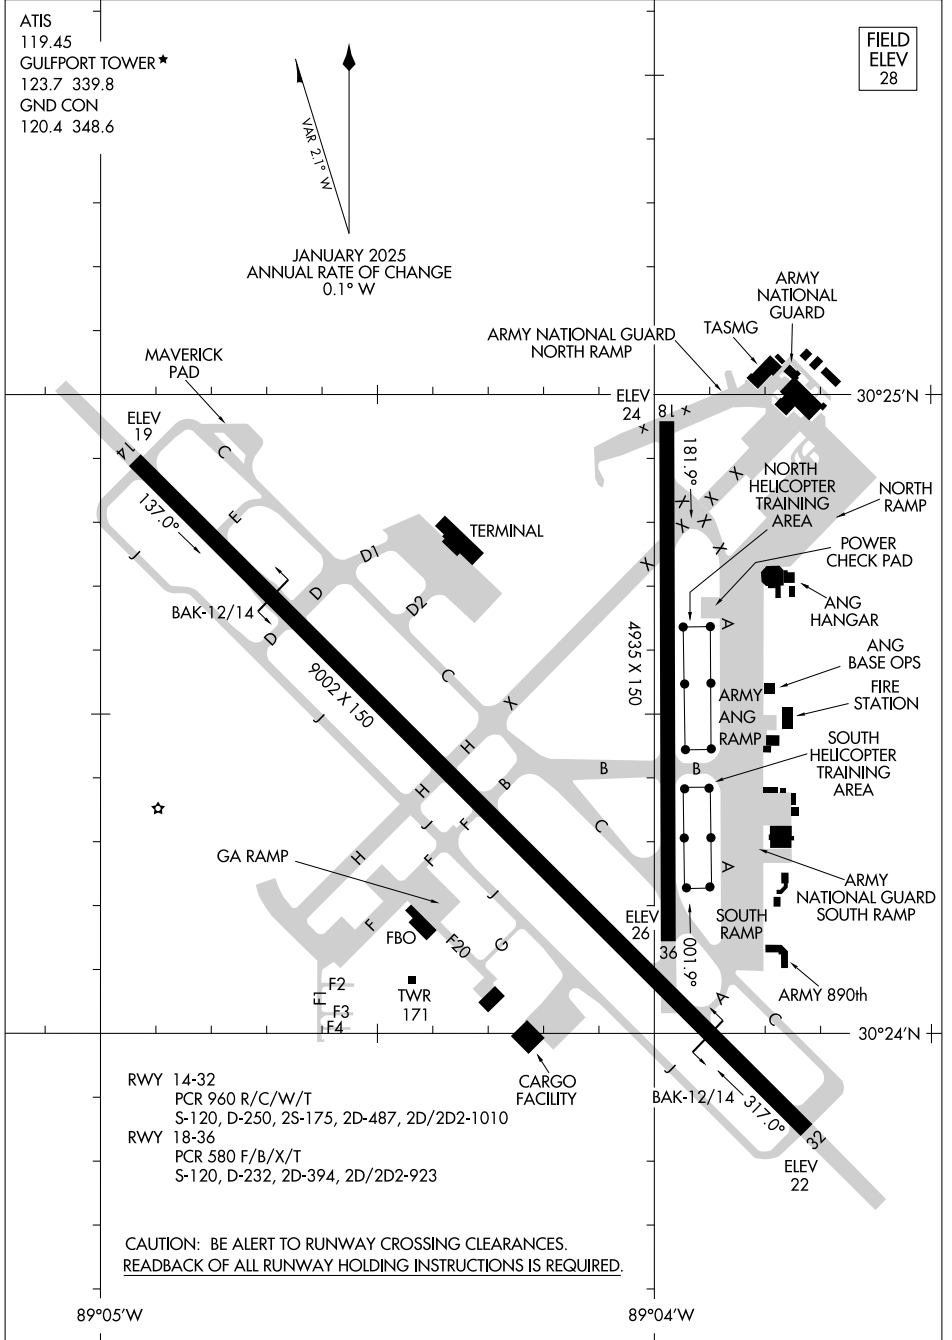 ATIS
119.45
GULFPORT TOWER
123.7 339.8
GND CON
120.4 348.6
FIELD
ELEV
28
VAR 2.1° W
JANUARY 2025
ANNUAL RATE OF CHANGE
0.1° W
ARMY
NATIONAL
GUARD
TASMG
ARMY NATIONAL GUARD
NORTH RAMP
MAVERICK
PAD
ELEV
24
30°25'N
ELEV
19
18
14
C
181.9°
X
X
X
X
X
X
X
X
X
X
NORTH
HELICOPTER
TRAINING
AREA
NORTH
RAMP
137.0°
E
J
TERMINAL
D1
POWER
CHECK PAD
D
D2
BAK-12/14
ANG
HANGAR
A
D
4935 X 150
ANG
BASE OPS
9002 X 150
C
FIRE
STATION
ARMY
ANG
RAMP
X
J
H
SOUTH
HELICOPTER
TRAINING
AREA
B
B
B
H
J
F
C
GA RAMP
H
F
A
ARMY
NATIONAL GUARD
SOUTH RAMP
J
ELEV
26
SOUTH
RAMP
F
FBO
F20
G
36
001.9°
ARMY 890th
F2
F1
F3
F4
TWR
171
A
C
30°24'N
J
CARGO
FACILITY
BAK-12/14
317.0°
32
ELEV
22
RWY 14-32
PCR 960 R/C/W/T
S-120, D-250, 2S-175, 2D-487, 2D/2D2-1010
RWY 18-36
PCR 580 F/B/X/T
S-120, D-232, 2D-394, 2D/2D2-923
CAUTION: BE ALERT TO RUNWAY CROSSING CLEARANCES.
READBACK OF ALL RUNWAY HOLDING INSTRUCTIONS IS REQUIRED.
89°05'W
89°04'W